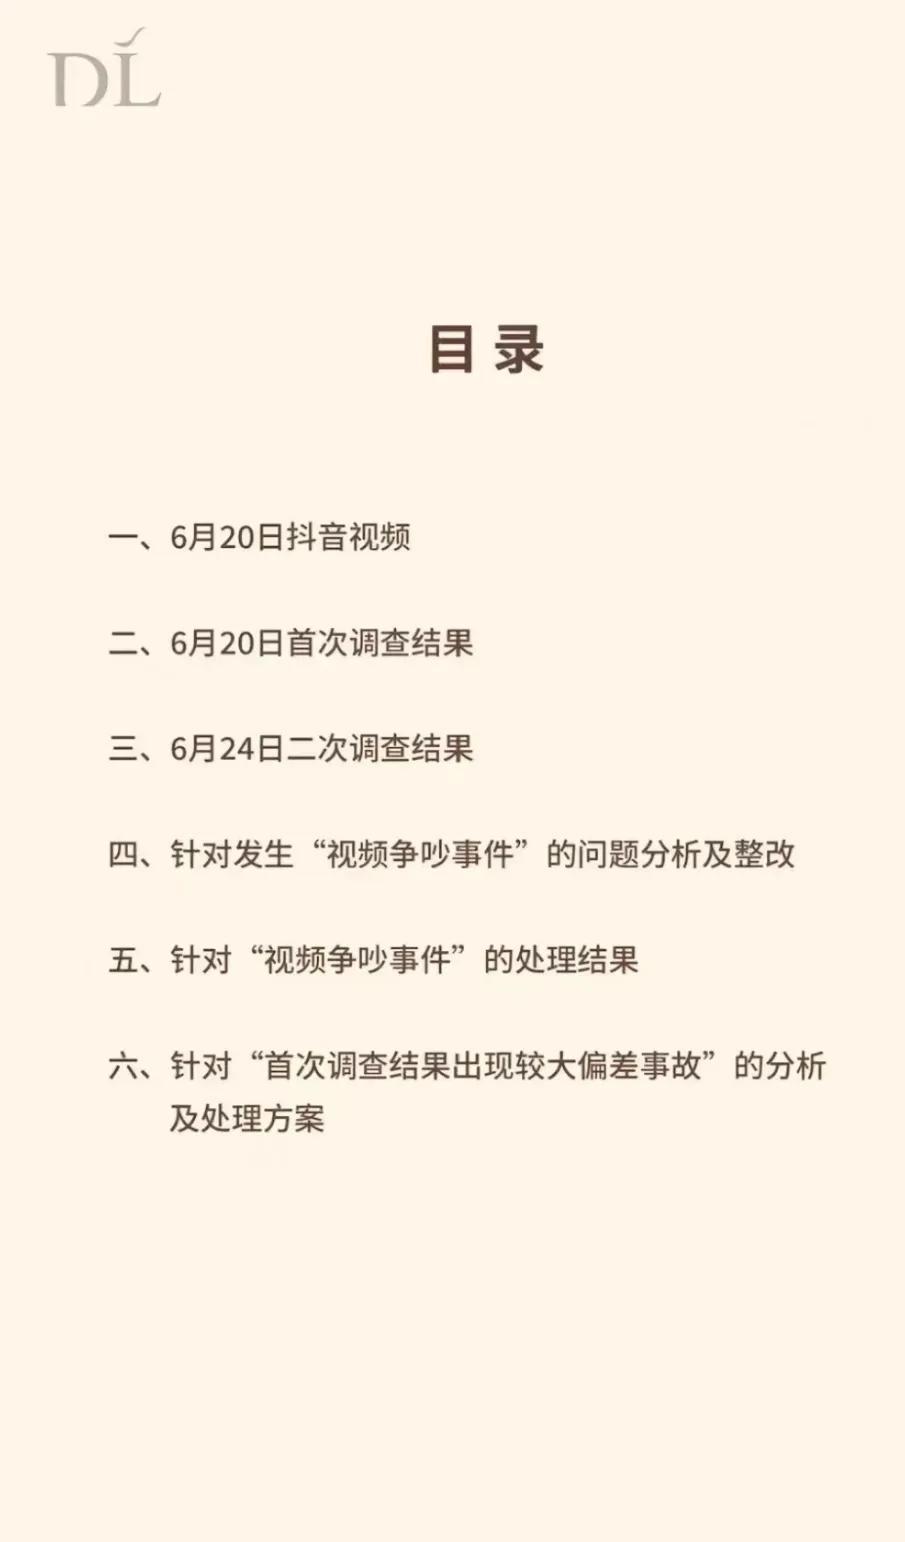 DL
目录
一、6月20日抖音视频
二、6月20日首次调查结果
三、6月24日二次调查结果
四、针对发生“视频争吵事件”的问题分析及整改
五、针对“视频争吵事件”的处理结果
六、针对“首次调查结果出现较大偏差事故”的分析
及处理方案